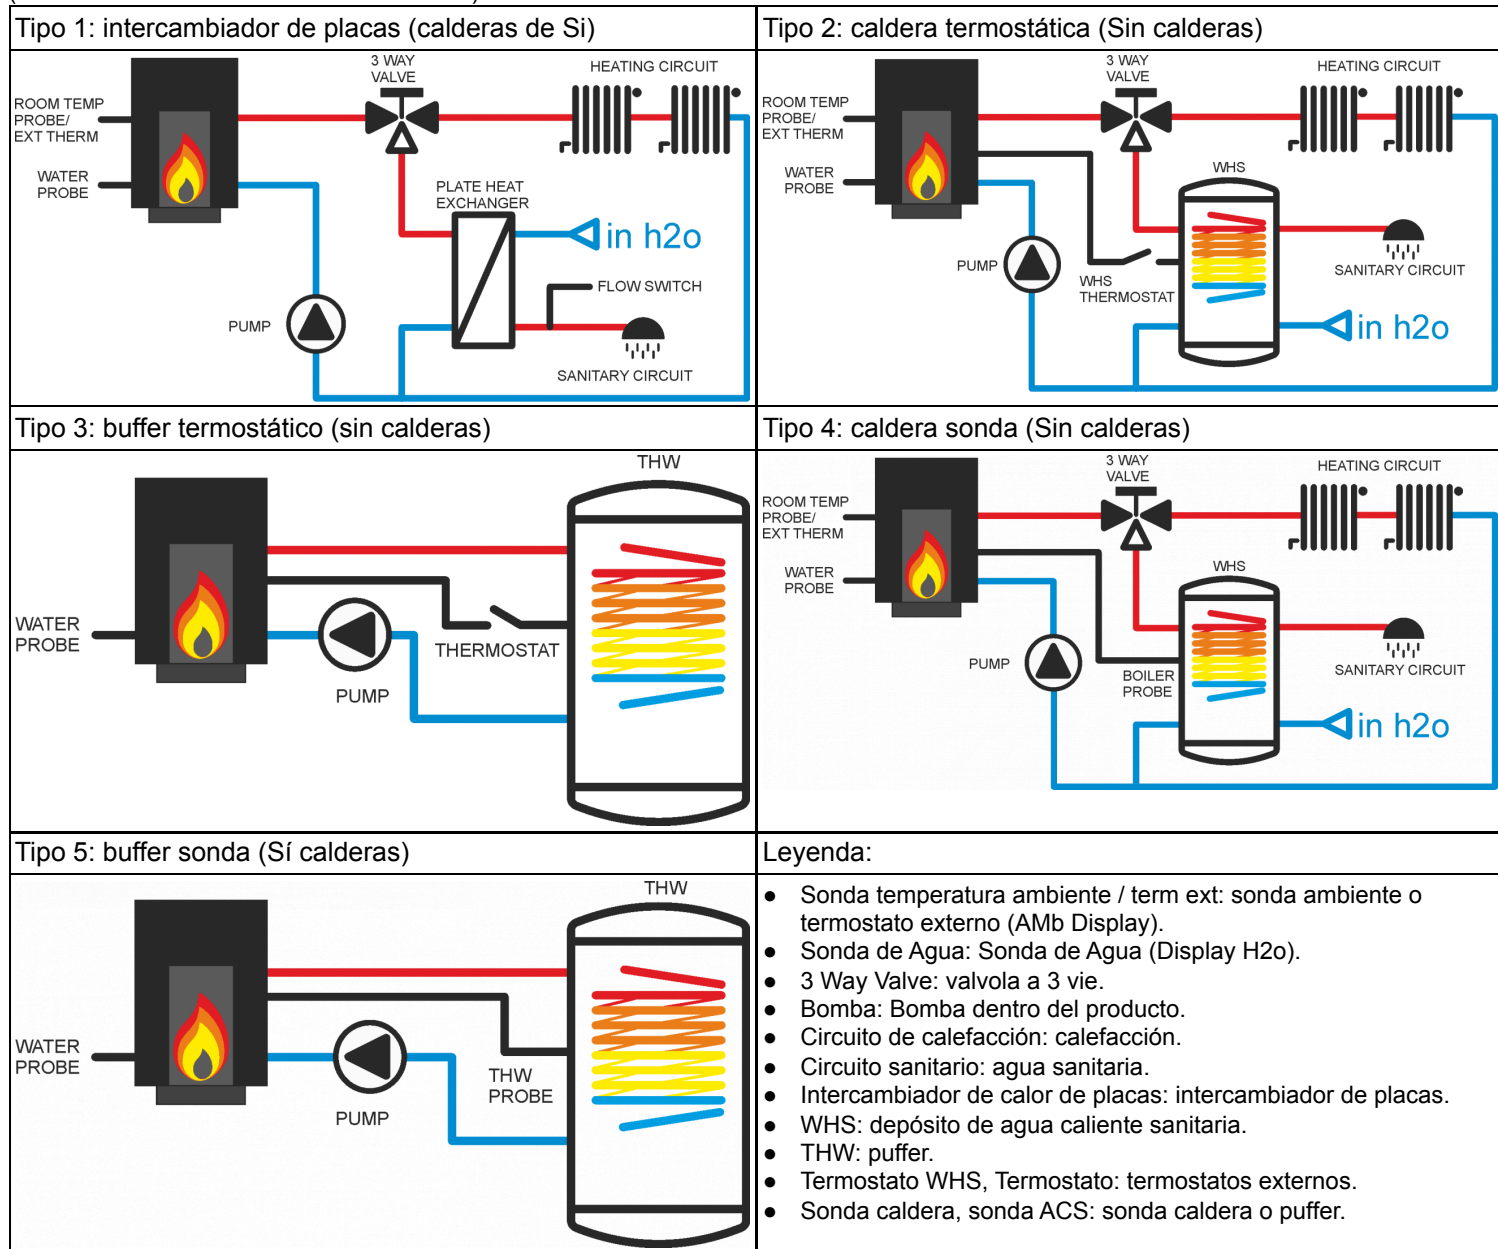 Tipo 1: intercambiador de placas (calderas de Si)
3 WAY
VALVE
HEATING CIRCUIT
ROOM TEMP
PROBE/
EXT THERM
WATER
PROBE
PLATE HEAT
EXCHANGER
in h2o
FLOW SWITCH
PUMP
SANITARY CIRCUIT
Tipo 2: caldera termostática (Sin calderas)
3 WAY
VALVE
HEATING CIRCUIT
ROOM TEMP
PROBE/
EXT THERM
WATER
PROBE
WHS
PUMP
WHS
THERMOSTAT
SANITARY CIRCUIT
in h2o
Tipo 3: buffer termostático (sin calderas)
THW
WATER
PROBE
THERMOSTAT
PUMP
Tipo 4: caldera sonda (Sin calderas)
3 WAY
VALVE
HEATING CIRCUIT
ROOM TEMP
PROBE/
EXT THERM
WATER
PROBE
WHS
PUMP
BOILER
PROBE
SANITARY CIRCUIT
in h2o
Tipo 5: buffer sonda (Sí calderas)
THW
WATER
PROBE
THW
PROBE
PUMP
Leyenda:
● Sonda temperatura ambiente / term ext: sonda ambiente o
termostato externo (AMb Display).
● Sonda de Agua: Sonda de Agua (Display H2o).
● 3 Way Valve: valvola a 3 vie.
● Bomba: Bomba dentro del producto.
● Circuito de calefacción: calefacción.
● Circuito sanitario: agua sanitaria.
● Intercambiador de calor de placas: intercambiador de placas.
● WHS: depósito de agua caliente sanitaria.
● THW: puffer.
● Termostato WHS, Termostato: termostatos externos.
● Sonda caldera, sonda ACS: sonda caldera o puffer.